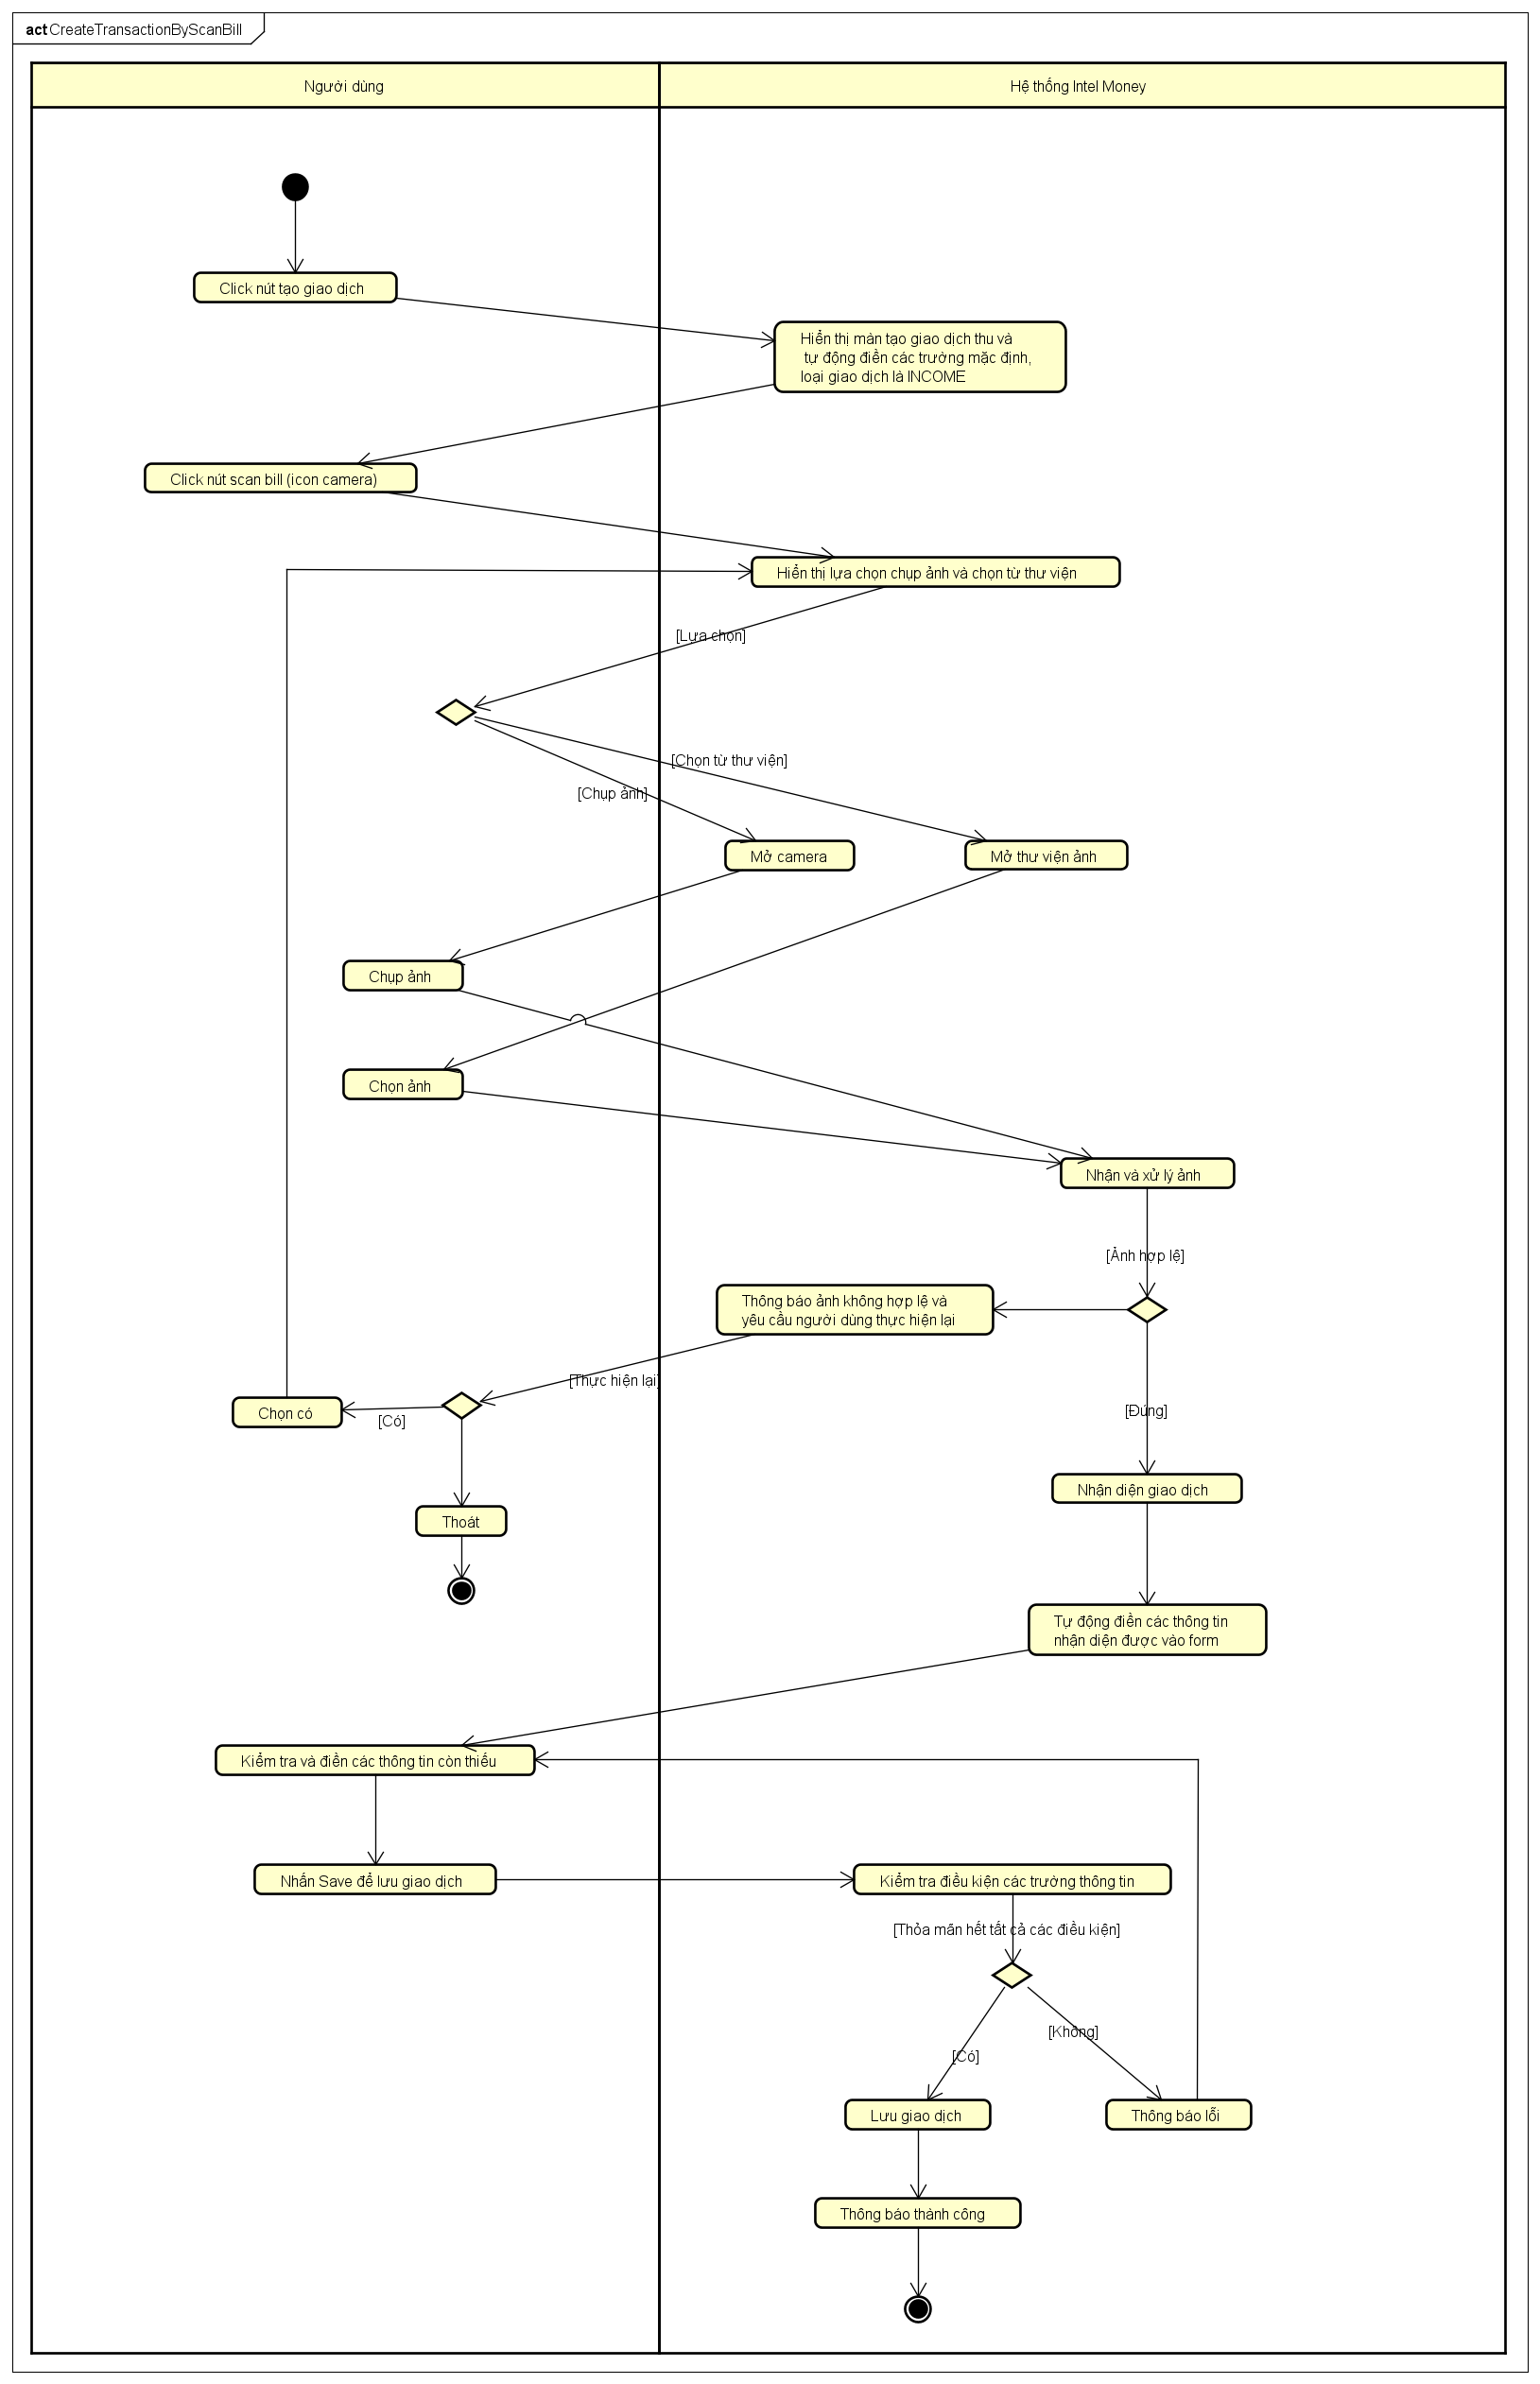 act CreateTransactionByScanBill
Người dùng
Hệ thống Intel Money
Click nút tạo giao dịch
Hiển thị màn tạo giao dịch thu và
tự động điền các trường mặc định,
loại giao dịch là INCOME
Click nút scan bill (icon camera)
Hiển thị lựa chọn chụp ảnh và chọn từ thư viện
[Lựa chọn]
[Chọn từ thư viện]
[Chụp ảnh]
Mở camera
Mở thư viện ảnh
Chụp ảnh
Chọn ảnh
Nhận và xử lý ảnh
[Ảnh hợp lệ]
Thông báo ảnh không hợp lệ và
yêu cầu người dùng thực hiện lại
[Thực hiện lại]
Chọn có
[Có]
[Đúng]
Nhận diện giao dịch
Thoát
Tự động điền các thông tin
nhận diện được vào form
Kiểm tra và điền các thông tin còn thiếu
Nhấn Save để lưu giao dịch
Kiểm tra điều kiện các trường thông tin
[Thỏa mãn hết tất cả các điều kiện]
[Không]
[Có]
Lưu giao dịch
Thông báo lỗi
Thông báo thành công